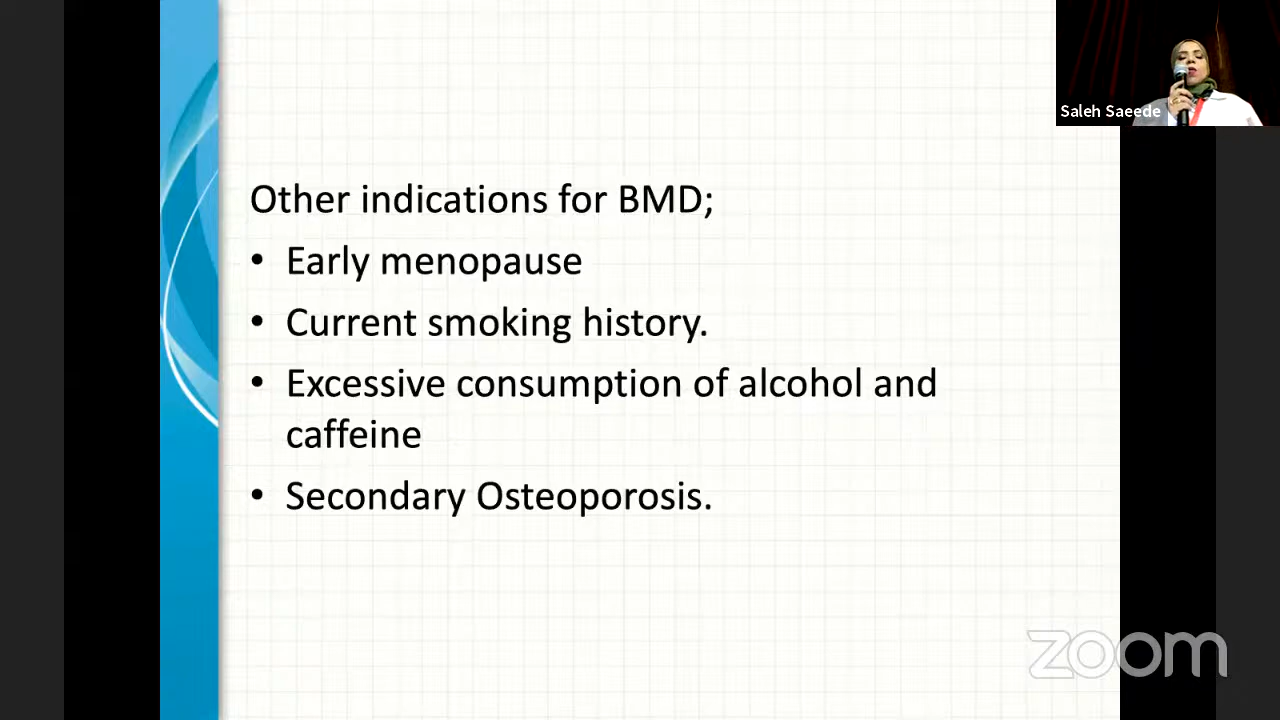 Saleh Saeede
Other indications for BMD;
• Early menopause
• Current smoking history.
• Excessive consumption of alcohol and
caffeine
• Secondary Osteoporosis.
zoom